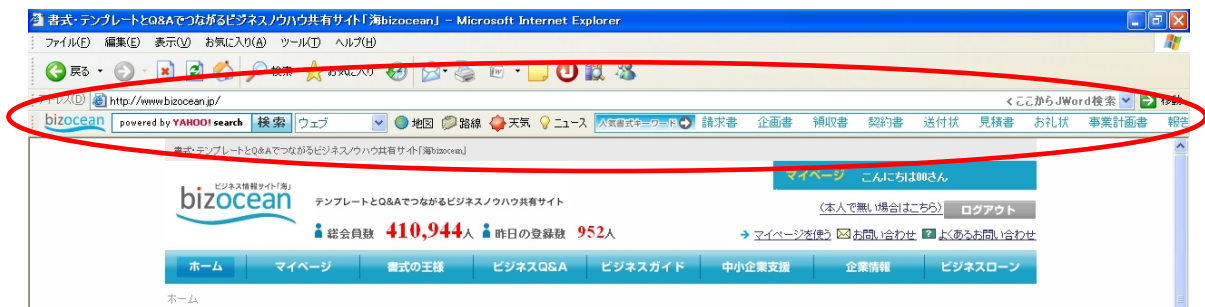 書式・テンプレートとQ&Aでつながるビジネスノウハウ共有サイト「海bizocean」 - Microsoft Internet Explorer
ファイル(F) 編集(E) 表示(V) お気に入り(A) ツール(T) ヘルプ(H)
戻る 検索 お気に入り
アドレス(D) http://www.bizocean.jp/ <ここからJWord検索 移動
bizocean powered by YAHOO! search 検索 ウェブ 地図 路線 天気 ニュース 人気書式キーワード 請求書 企画書 領収書 契約書 送付状 見積書 お礼状 事業計画書 報告
書式・テンプレートとQ&Aでつながるビジネスノウハウ共有サイト「海bizocean」
マイページ こんにちは00さん
ビジネス情報サイト「海」
bizocean テンプレートとQ&Aでつながるビジネスノウハウ共有サイト
(本人で無い場合はこちら) ログアウト
総会員数 410,944人 昨日の登録数 952人
マイページを使う お問い合わせ よくあるお問い合わせ
ホーム マイページ 書式の王様 ビジネスQ&A ビジネスガイド 中小企業支援 企業情報 ビジネスローン
ホーム